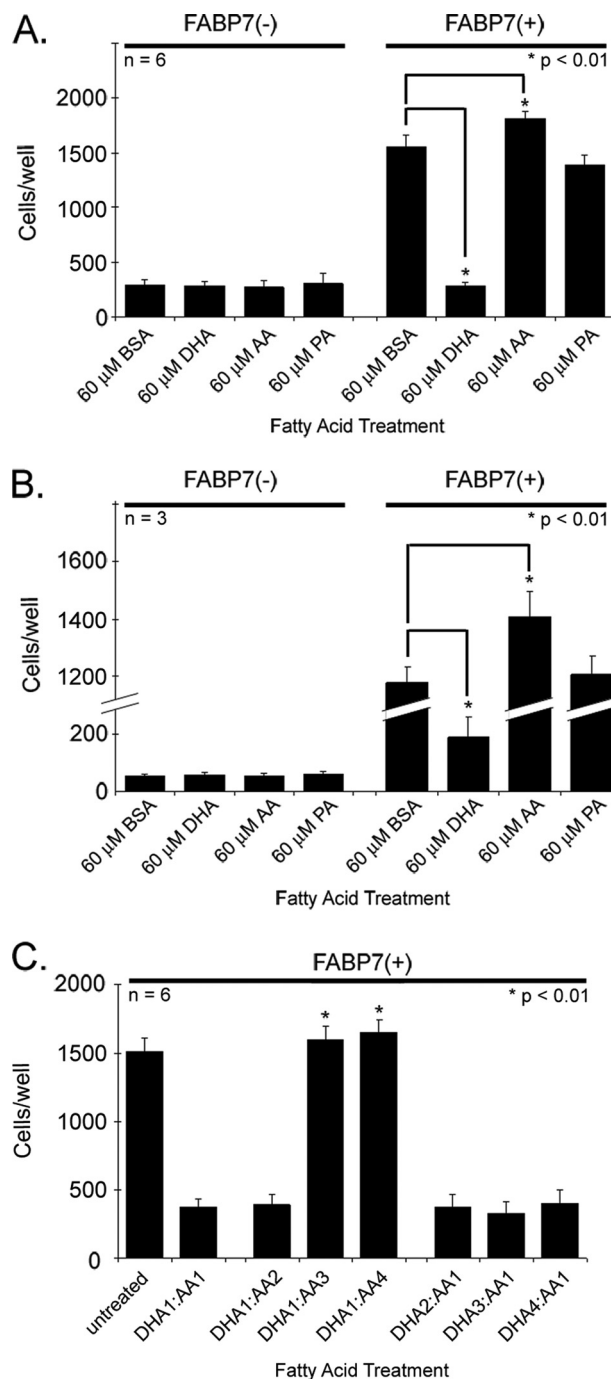 A.
FABP7(-) FABP7(+)
n = 6 * p < 0.01
2000
1500
1000
500
0
Cells/well
*
*
60 μM BSA
60 μM DHA
60 μM AA
60 μM PA
60 μM BSA
60 μM DHA
60 μM AA
60 μM PA
Fatty Acid Treatment
B.
FABP7(-) FABP7(+)
n = 3 * p < 0.01
1600
1400
1200
200
0
Cells/well
*
*
60 μM BSA
60 μM DHA
60 μM AA
60 μM PA
60 μM BSA
60 μM DHA
60 μM AA
60 μM PA
Fatty Acid Treatment
C.
FABP7(+)
n = 6 * p < 0.01
2000
1500
1000
500
0
Cells/well
* *
untreated
DHA1:AA1
DHA1:AA2
DHA1:AA3
DHA1:AA4
DHA2:AA1
DHA3:AA1
DHA4:AA1
Fatty Acid Treatment